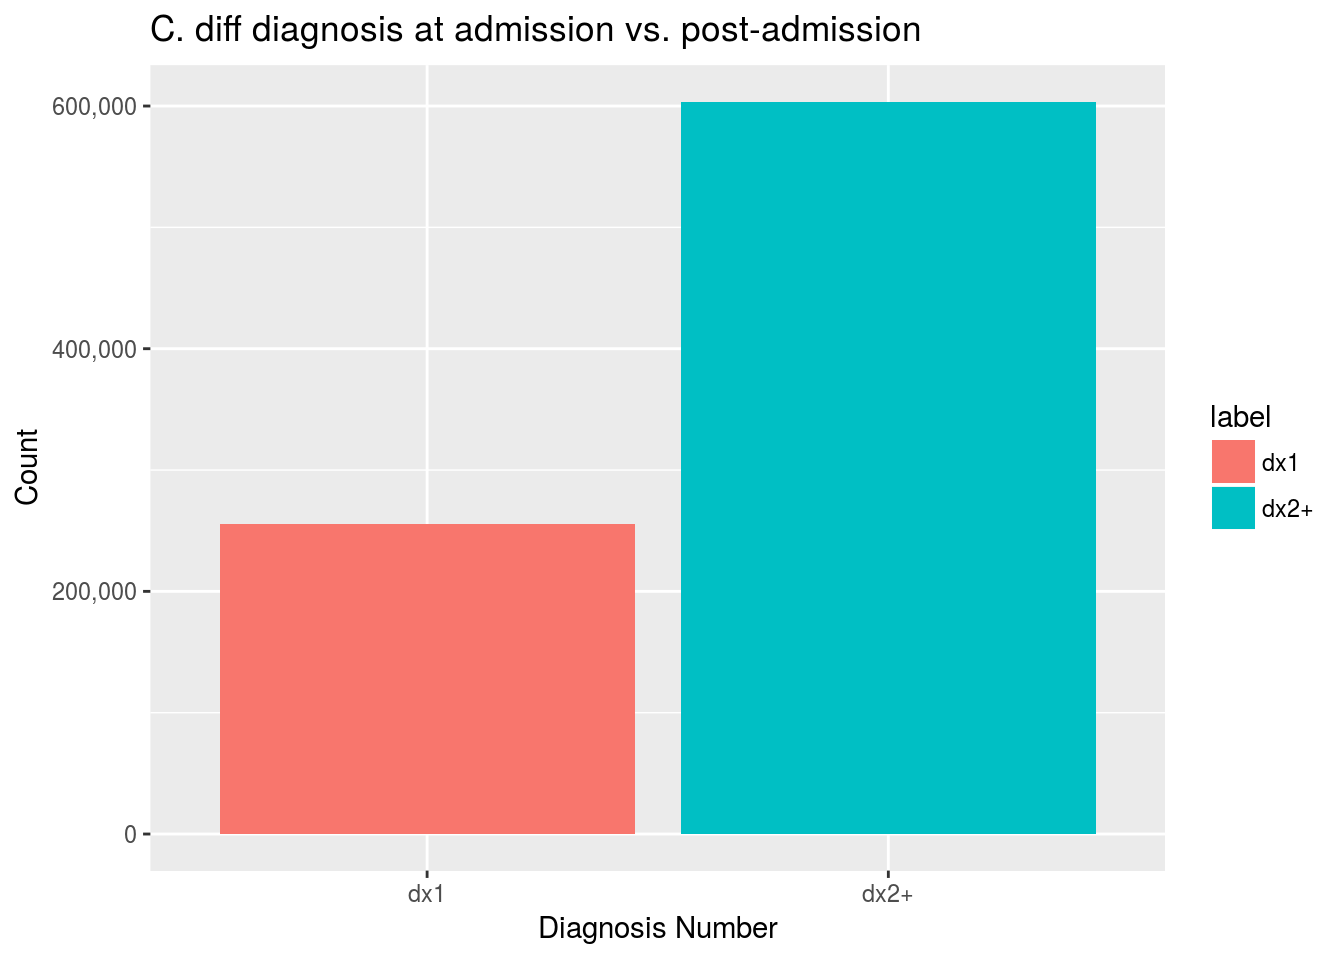 C. diff diagnosis at admission vs. post-admission
600,000
400,000
200,000
0
Count
dx1
dx2+
Diagnosis Number
label
dx1
dx2+